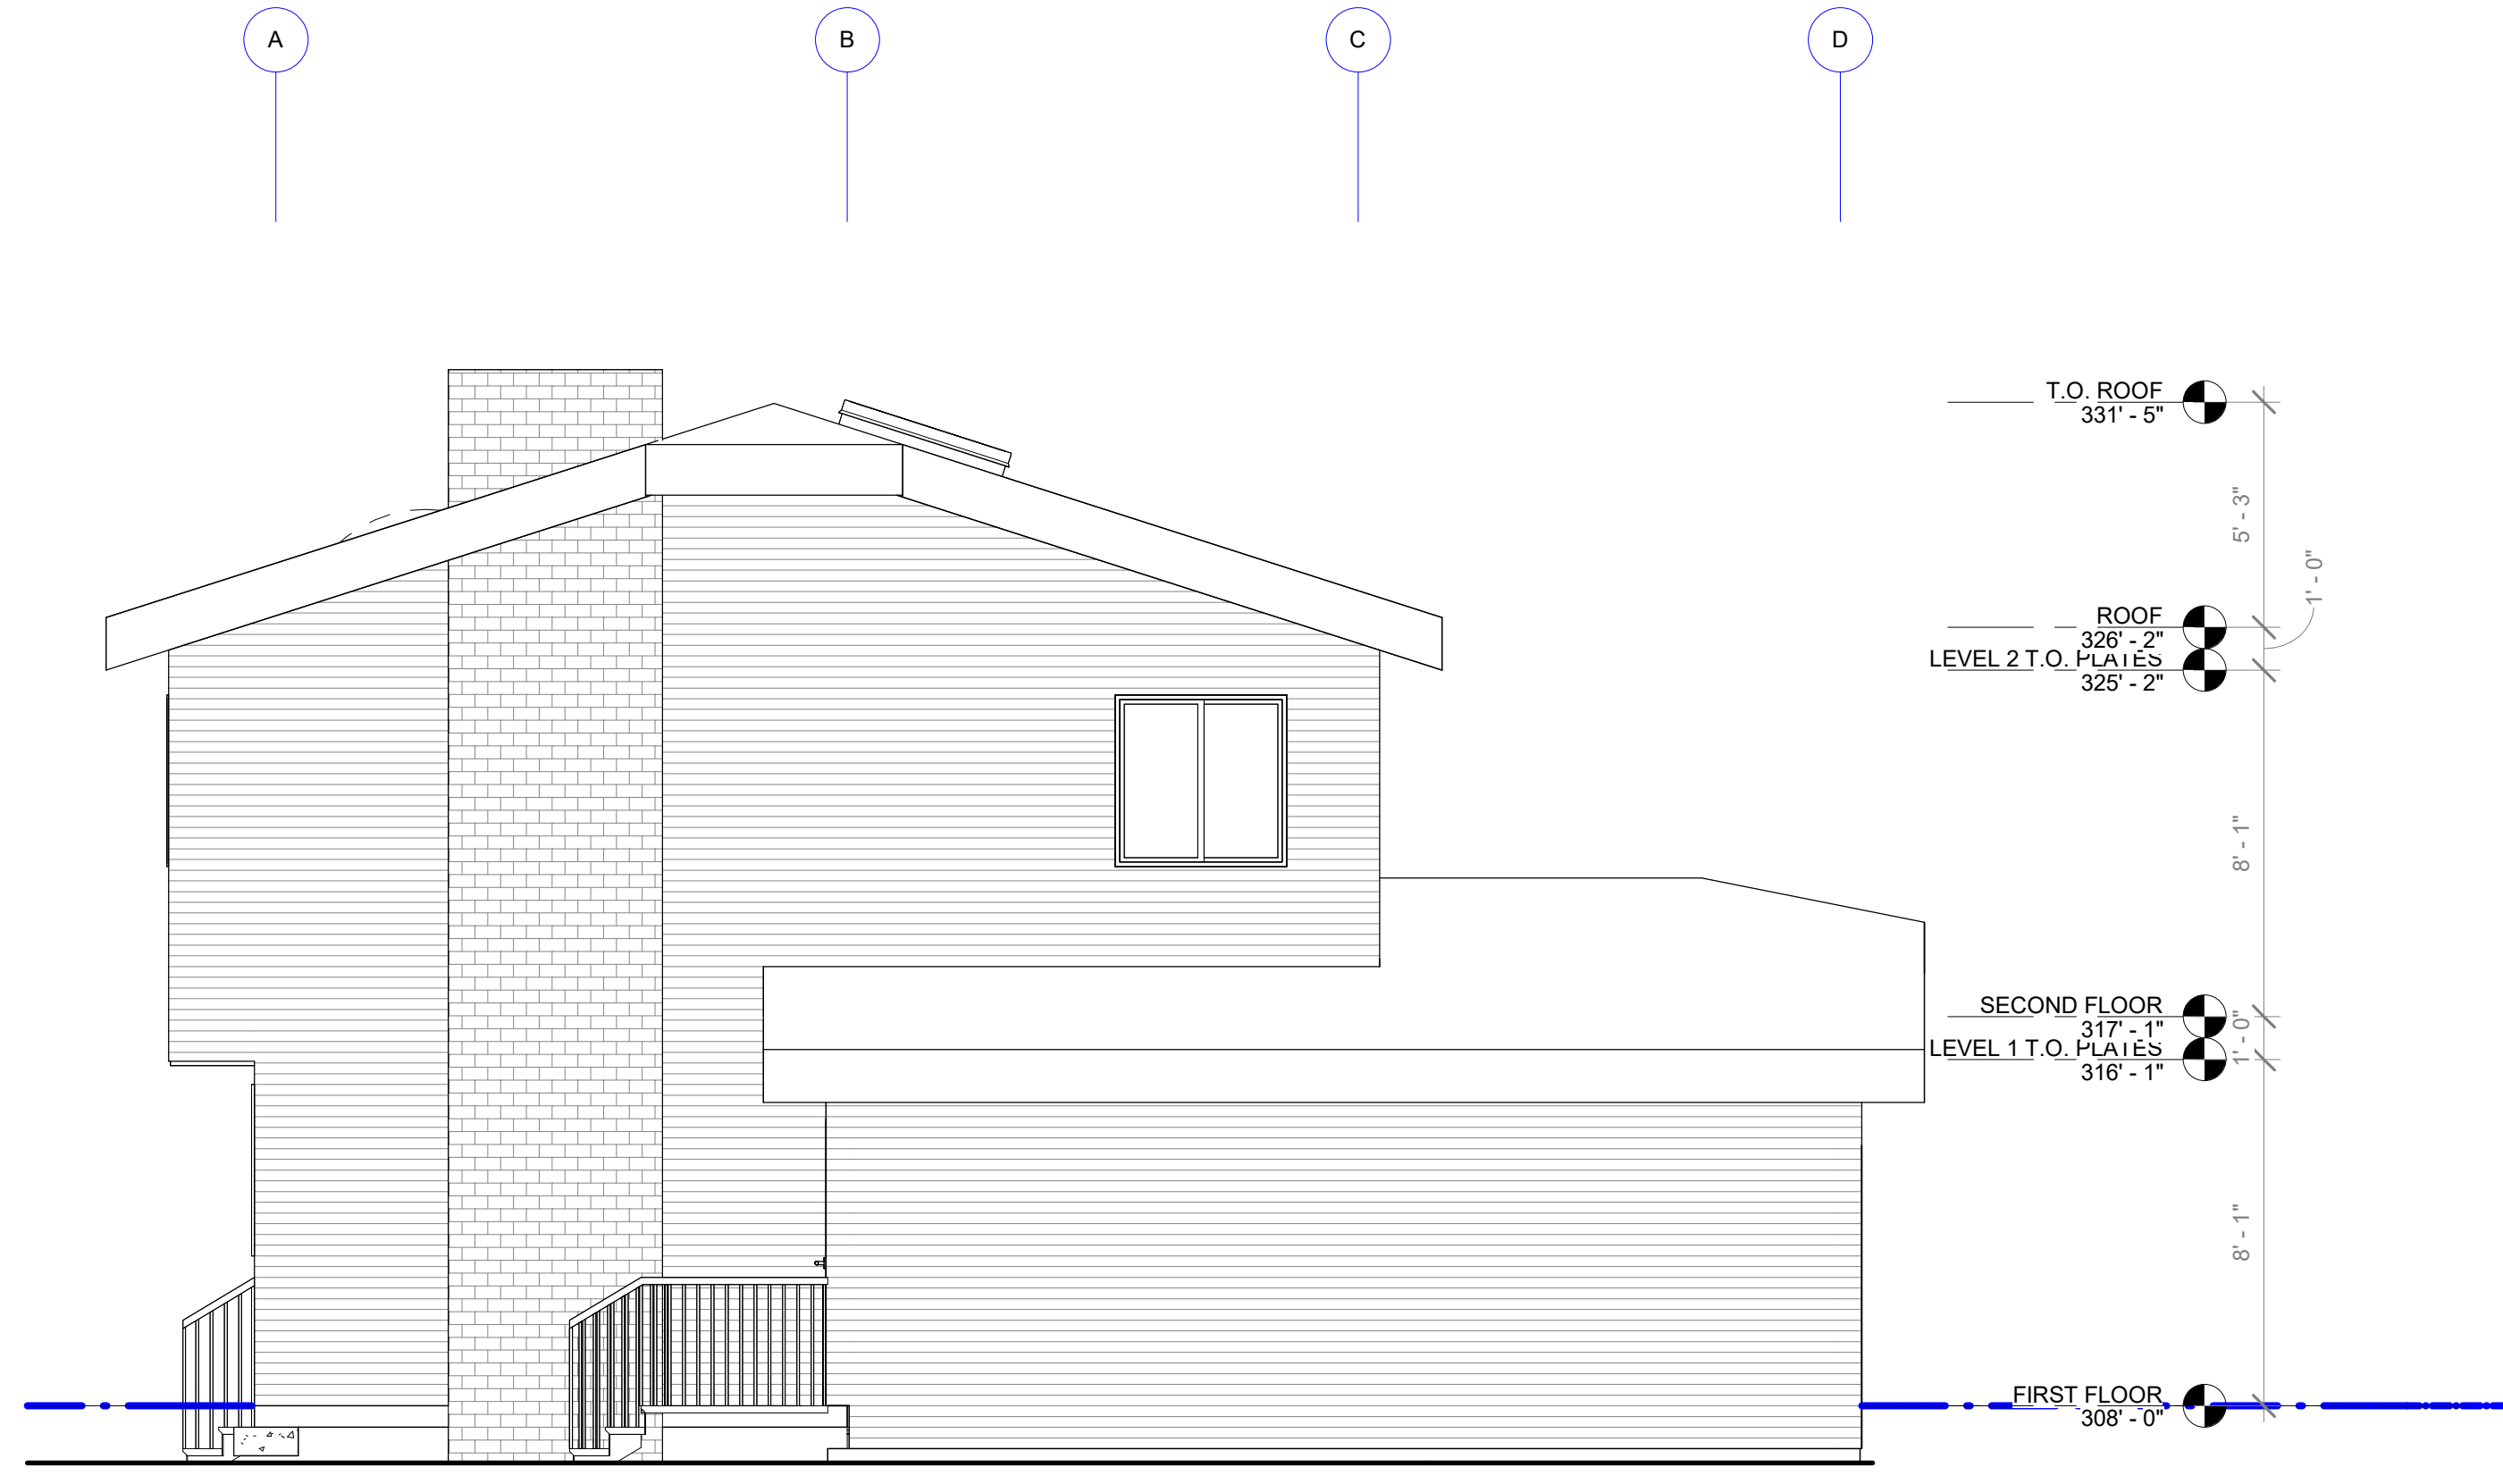 A
B
C
D
T.O. ROOF
331' - 5"
5' - 3"
1' - 0"
ROOF
326' - 2"
LEVEL 2 T.O. PLATES
325' - 2"
8' - 1"
SECOND FLOOR
317' - 1"
1' - 0"
LEVEL 1 T.O. PLATES
316' - 1"
8' - 1"
FIRST FLOOR
308' - 0"